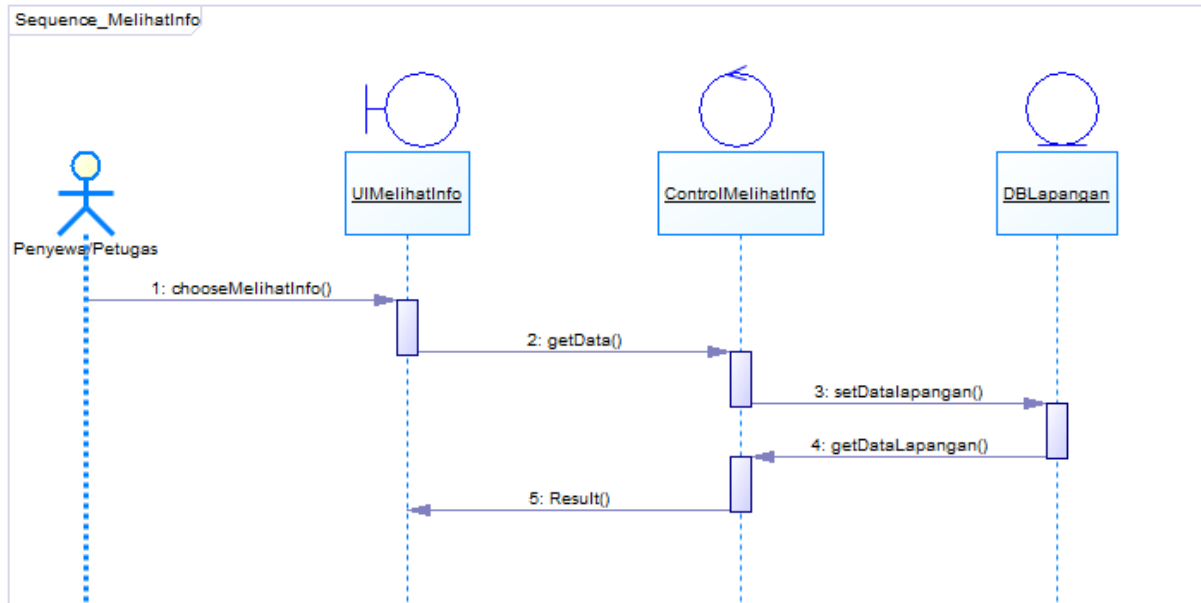 Sequence_MelihatInfo
UIMelihatInfo
ControlMelihatInfo
DBLapangan
Penyewa/Petugas
1: chooseMelihatInfo()
2: getData()
3: setDatalapangan()
4: getDataLapangan()
5: Result()